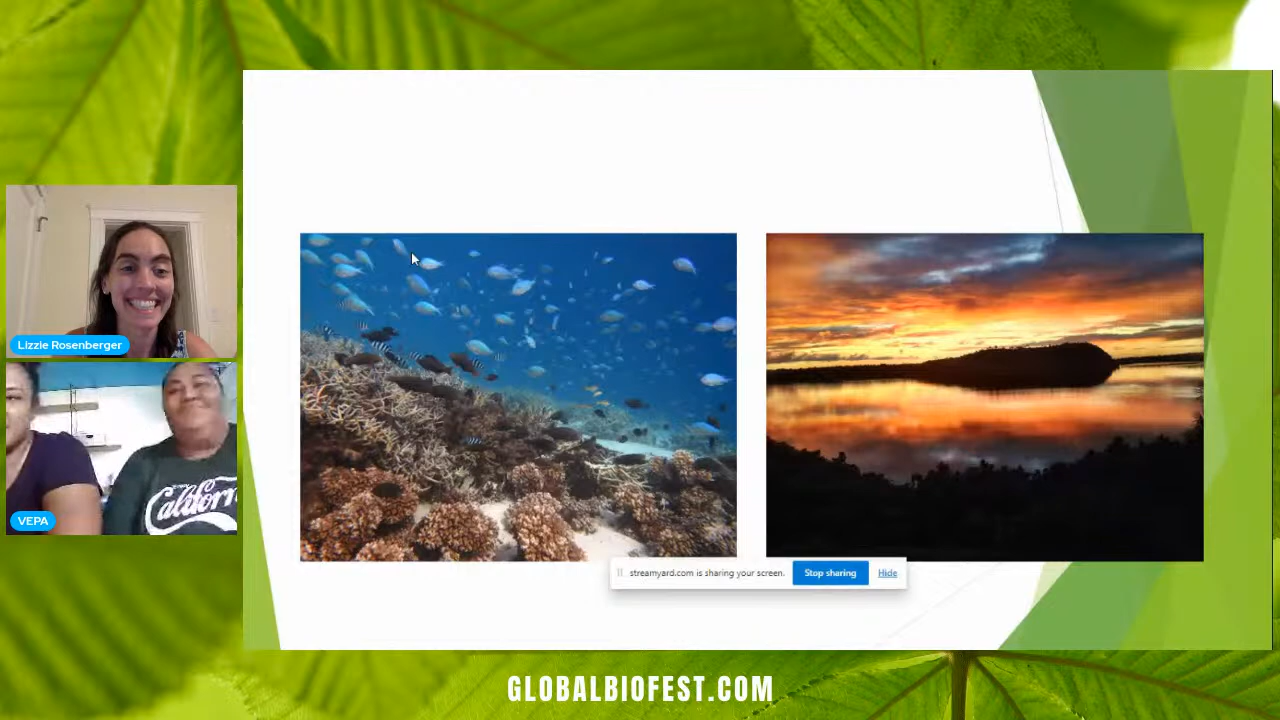 Lizzie Rosenberger
VEPA
streamyard.com is sharing your screen.
Stop sharing
Hide
GLOBALBIOFEST.COM